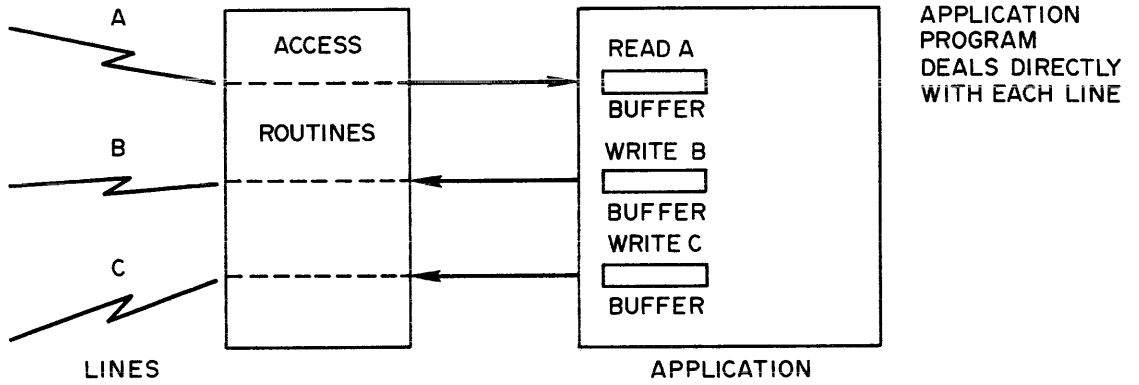 A
B
C
LINES
ACCESS
ROUTINES
READ A
BUFFER
WRITE B
BUFFER
WRITE C
BUFFER
APPLICATION
APPLICATION
PROGRAM
DEALS DIRECTLY
WITH EACH LINE